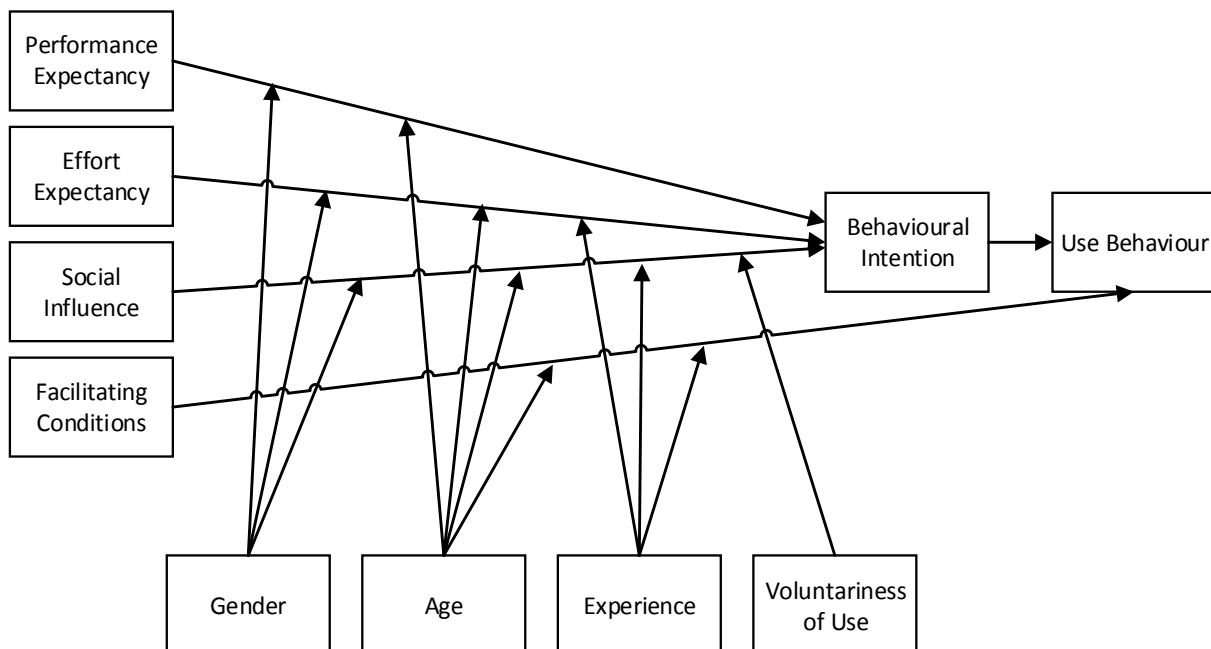 Performance
Expectancy
Effort
Expectancy
Social
Influence
Facilitating
Conditions
Behavioural
Intention
Use Behaviour
Gender
Age
Experience
Voluntariness
of Use